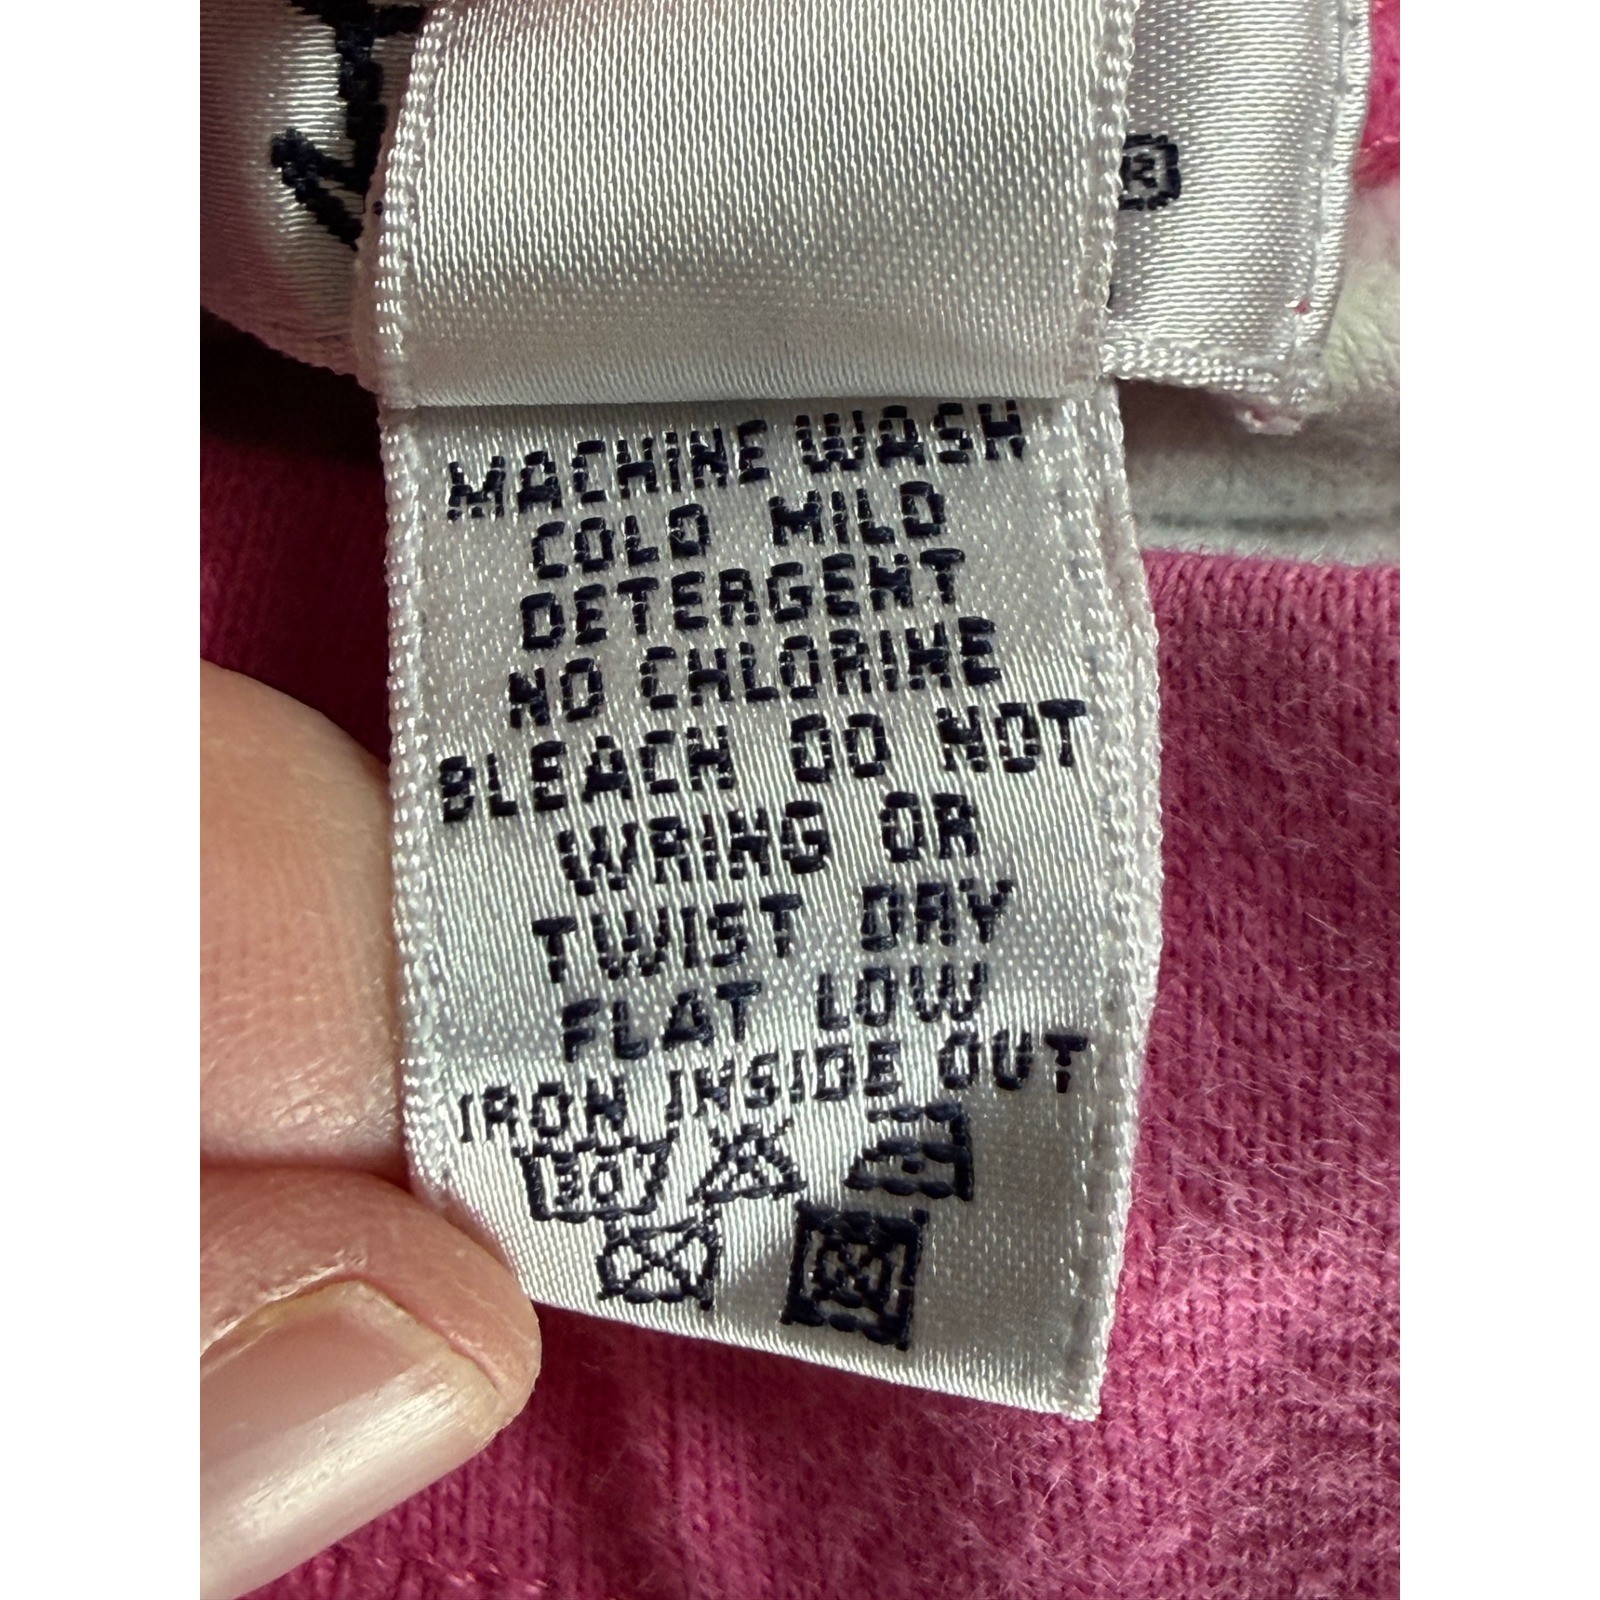 ®
MACHINE WASH
COLD MILD
DETERGENT
NO CHLORINE
BLEACH DO NOT
WRING OR
TWIST DRY
FLAT LOW
IRON INSIDE OUT
30°